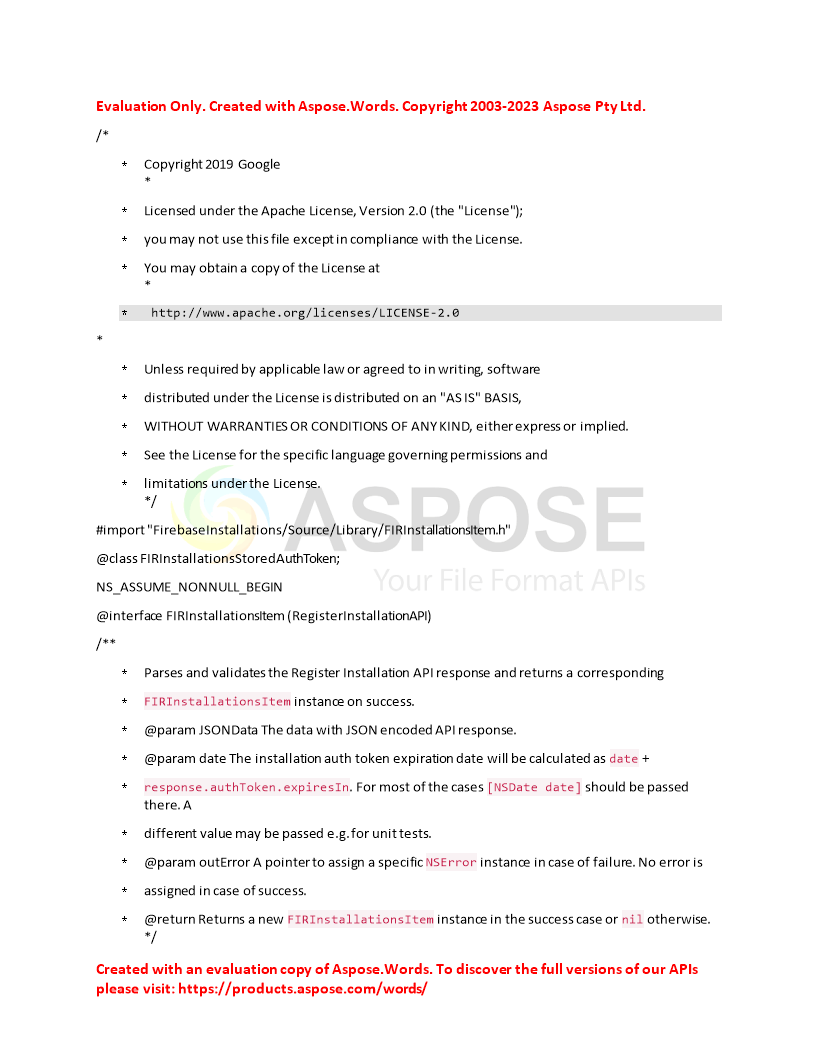 Evaluation Only. Created with Aspose.Words. Copyright 2003-2023 Aspose Pty Ltd.
/*
* Copyright 2019 Google
*
* Licensed under the Apache License, Version 2.0 (the "License");
* you may not use this file except in compliance with the License.
* You may obtain a copy of the License at
*
* http://www.apache.org/licenses/LICENSE-2.0
*
* Unless required by applicable law or agreed to in writing, software
* distributed under the License is distributed on an "AS IS" BASIS,
* WITHOUT WARRANTIES OR CONDITIONS OF ANY KIND, either express or implied.
* See the License for the specific language governing permissions and
* limitations under the License.
*/
ASPOSE
#import "FirebaseInstallations/Source/Library/FIRInstallationsItem.h"
@class FIRInstallationsStoredAuthToken;
Your File Format APIs
NS_ASSUME_NONNULL_BEGIN
@interface FIRInstallationsItem (RegisterInstallationAPI)
/**
* Parses and validates the Register Installation API response and returns a corresponding
* FIRInstallationsItem instance on success.
* @param JSONData The data with JSON encoded API response.
* @param date The installation auth token expiration date will be calculated as date +
* response.authToken.expiresIn. For most of the cases [NSDate date] should be passed
there. A
* different value may be passed e.g. for unit tests.
* @param outError A pointer to assign a specific NSError instance in case of failure. No error is
* assigned in case of success.
* @return Returns a new FIRInstallationsItem instance in the success case or nil otherwise.
*/
Created with an evaluation copy of Aspose.Words. To discover the full versions of our APIs
please visit: https://products.aspose.com/words/